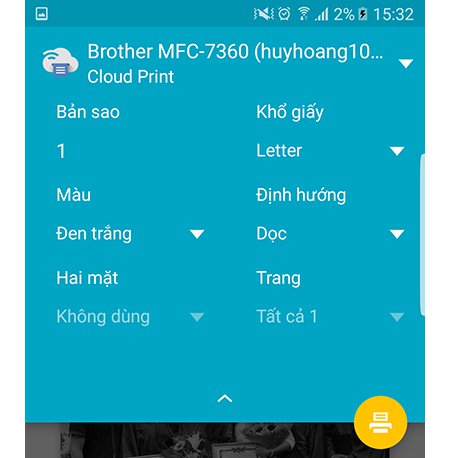 2% 15:32
Brother MFC-7360 (huyhoang10...
Cloud Print
Bản sao Khổ giấy
1 Letter
Màu Định hướng
Đen trắng Dọc
Hai mặt Trang
Không dùng Tất cả 1